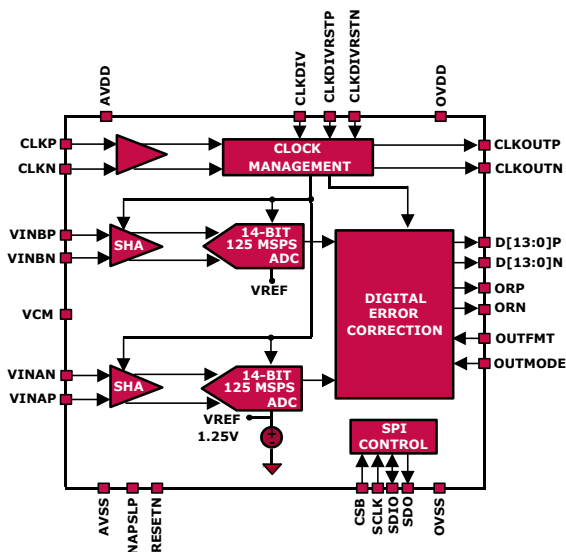 AVDD
CLKDIV
CLKDIVRSTP
CLKDIVRSTN
OVDD
CLKP
CLKN
CLOCK
MANAGEMENT
CLKOUTP
CLKOUTN
VINBP
VINBN
SHA
14-BIT
125 MSPS
ADC
VREF
VCM
DIGITAL
ERROR
CORRECTION
D[13:0]P
D[13:0]N
ORP
ORN
OUTFMT
OUTMODE
VINAN
VINAP
SHA
14-BIT
125 MSPS
ADC
VREF
1.25V
+
–
SPI
CONTROL
AVSS
NAPSLP
RESETN
CSB
SCLK
SDIO
SDO
OVSS